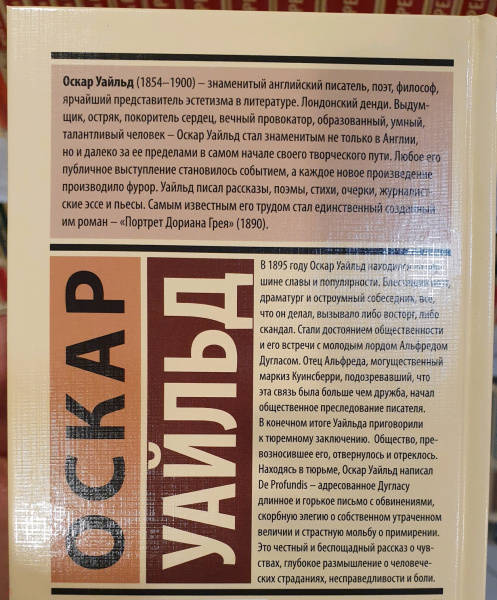 Оскар Уайльд (1854–1900) – знаменитый английский писатель, поэт, философ,
ярчайший представитель эстетизма в литературе. Лондонский денди. Выдум-
щик, остряк, покоритель сердец, вечный провокатор, образованный, умный,
талантливый человек – Оскар Уайльд стал знаменитым не только в Англии,
но и далеко за ее пределами в самом начале своего творческого пути. Любое его
публичное выступление становилось событием, а каждое новое произведение
производило фурор. Уайльд писал рассказы, поэмы, стихи, очерки, журналист-
ские эссе и пьесы. Самым известным его трудом стал единственный созданный
им роман – «Портрет Дориана Грея» (1890).
ОСКАР
УАЙЛЬД
В 1895 году Оскар Уайльд находился
шине славы и популярности. Блестящий
драматург и остроумный собеседник, все,
что он делал, вызывало либо восторг, либо
скандал. Стали достоянием общественности
и его встречи с молодым лордом Альфредом
Дугласом. Отец Альфреда, могущественный
маркиз Куинсберри, подозревавший, что
эта связь была больше чем дружба, начал
общественное преследование писателя.
В конечном итоге Уайльда приговорили
к тюремному заключению. Общество, пре-
возносившее его, отвернулось и отреклось.
Находясь в тюрьме, Оскар Уайльд написал
De Profundis – адресованное Дугласу
длинное и горькое письмо с обвинениями,
скорбную элегию о собственном утраченном
величии и страстную мольбу о примирении.
Это честный и беспощадный рассказ о чув-
ствах, глубокое размышление о человече-
ских страданиях, несправедливости и боли.